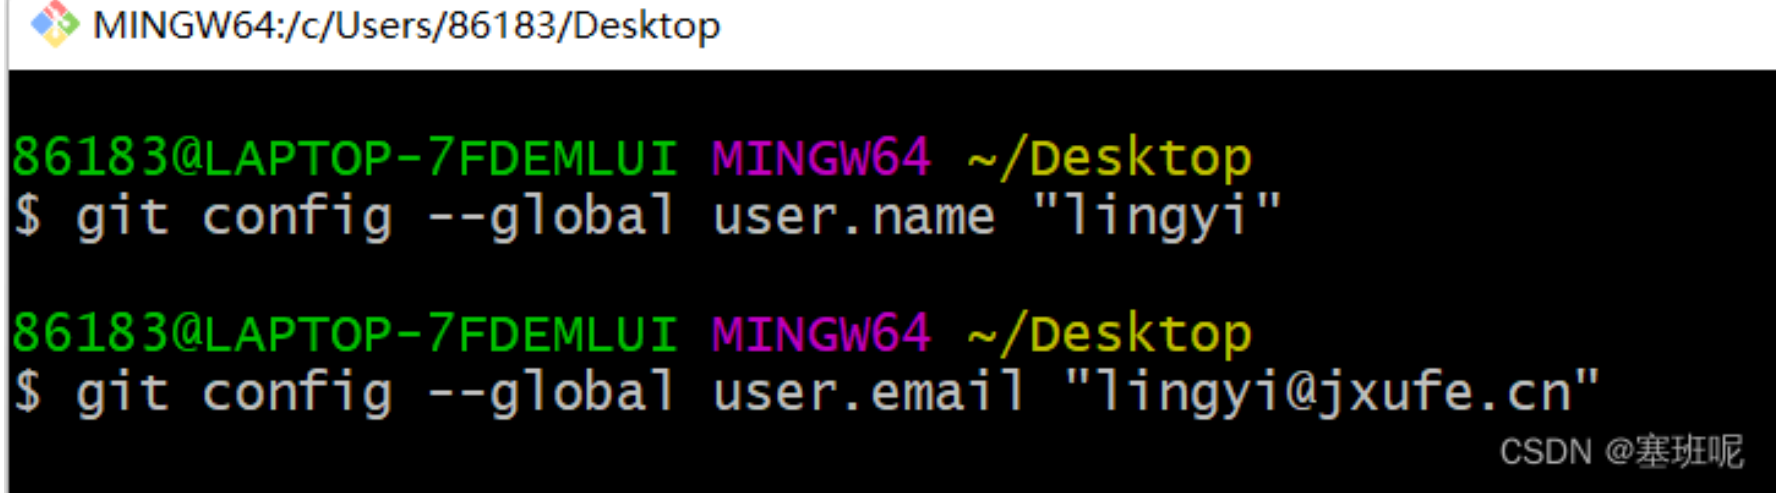 MINGW64:/c/Users/86183/Desktop
86183@LAPTOP-7FDEMLUI MINGW64 ~/Desktop
$ git config --global user.name "lingyi"
86183@LAPTOP-7FDEMLUI MINGW64 ~/Desktop
$ git config --global user.email "lingyi@jxufe.cn"
CSDN @塞班呢